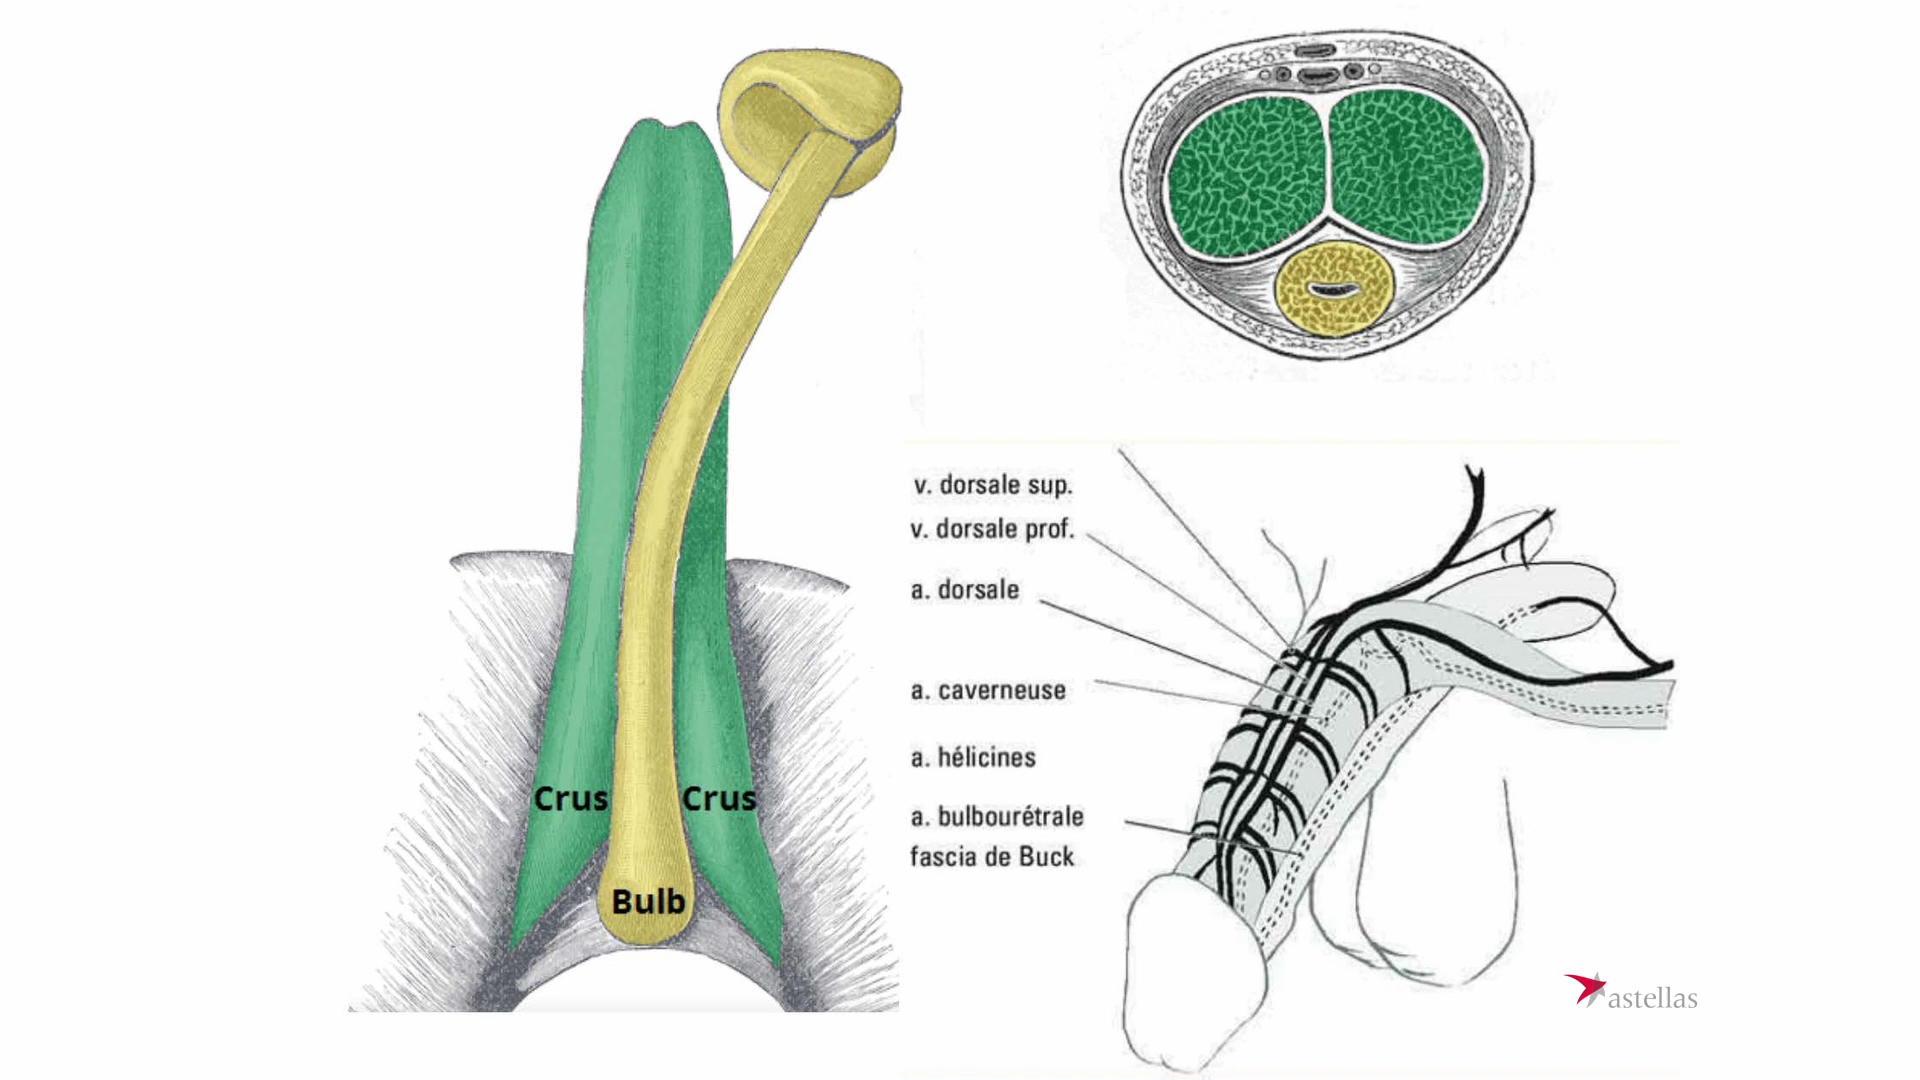 Crus
Crus
Bulb
v. dorsale sup.
v. dorsale prof.
a. dorsale
a. caverneuse
a. hélicines
a. bulbourétrale
fascia de Buck
astellas